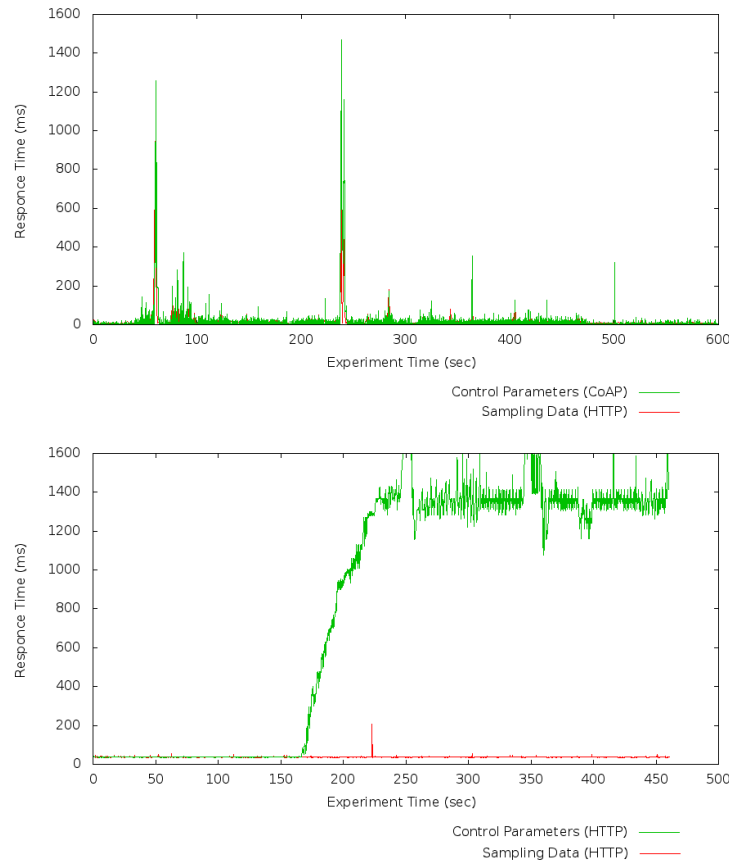 1600
1400
1200
1000
800
600
400
200
0
Responce Time (ms)
0 100 200 300 400 500 600
Experiment Time (sec)
Control Parameters (CoAP)
Sampling Data (HTTP)
1600
1400
1200
1000
800
600
400
200
0
Responce Time (ms)
0 50 100 150 200 250 300 350 400 450 500
Experiment Time (sec)
Control Parameters (HTTP)
Sampling Data (HTTP)